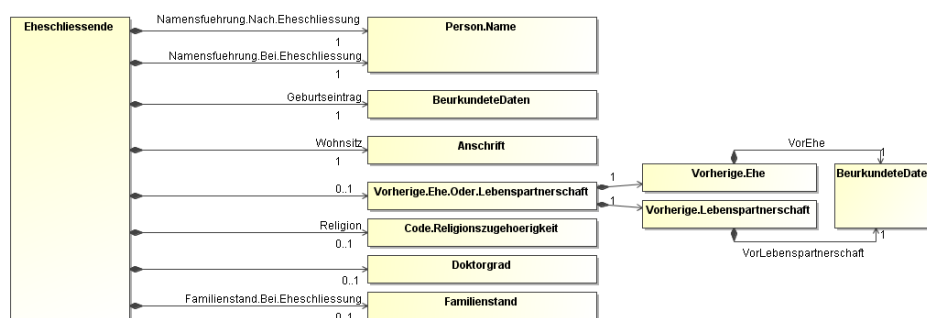 Eheschliessende
Namensfuehrung.Nach.Eheschliessung
1
Person.Name
Namensfuehrung.Bei.Eheschliessung
1
Geburtseintrag
1
BeurkundeteDaten
Wohnsitz
1
Anschrift
0..1
Vorherige.Ehe.Oder.Lebenspartnerschaft
1
Vorherige.Ehe
VorEhe
1
BeurkundeteDate
1
Vorherige.Lebenspartnerschaft
1
VorLebenspartnerschaft
Religion
0..1
Code.Religionszugehoerigkeit
Doktorgrad
0..1
Familienstand.Bei.Eheschliessung
0..1
Familienstand